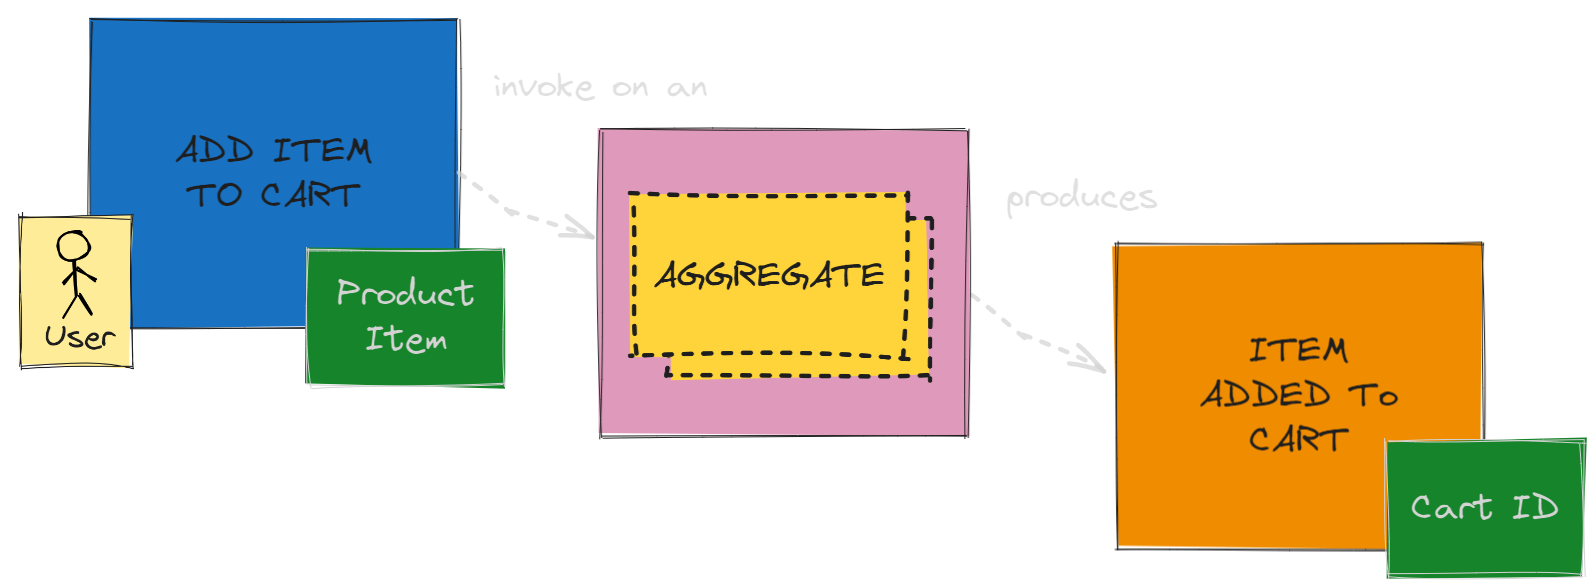 invoke on an
ADD ITEM
TO CART
User
Product
Item
AGGREGATE
produces
ITEM
ADDED To
CART
Cart ID